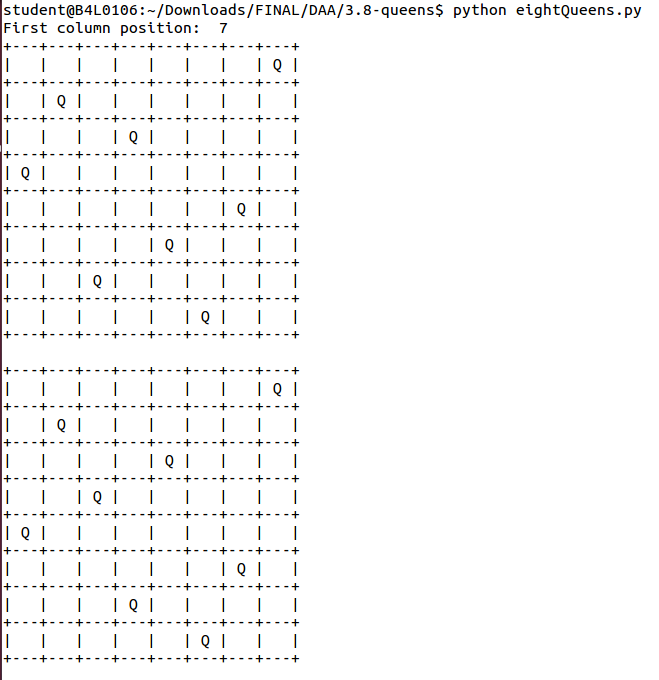 student@B4L0106:~/Downloads/FINAL/DAA/3.8-queens$ python eightQueens.py
First column position:  7
+---+---+---+---+---+---+---+---+
|   |   |   |   |   |   |   | Q |
+---+---+---+---+---+---+---+---+
|   | Q |   |   |   |   |   |   |
+---+---+---+---+---+---+---+---+
|   |   |   | Q |   |   |   |   |
+---+---+---+---+---+---+---+---+
| Q |   |   |   |   |   |   |   |
+---+---+---+---+---+---+---+---+
|   |   |   |   |   |   | Q |   |
+---+---+---+---+---+---+---+---+
|   |   |   |   | Q |   |   |   |
+---+---+---+---+---+---+---+---+
|   |   | Q |   |   |   |   |   |
+---+---+---+---+---+---+---+---+
|   |   |   |   |   | Q |   |   |
+---+---+---+---+---+---+---+---+

+---+---+---+---+---+---+---+---+
|   |   |   |   |   |   |   | Q |
+---+---+---+---+---+---+---+---+
|   | Q |   |   |   |   |   |   |
+---+---+---+---+---+---+---+---+
|   |   |   |   | Q |   |   |   |
+---+---+---+---+---+---+---+---+
|   |   | Q |   |   |   |   |   |
+---+---+---+---+---+---+---+---+
| Q |   |   |   |   |   |   |   |
+---+---+---+---+---+---+---+---+
|   |   |   |   |   |   | Q |   |
+---+---+---+---+---+---+---+---+
|   |   |   | Q |   |   |   |   |
+---+---+---+---+---+---+---+---+
|   |   |   |   |   | Q |   |   |
+---+---+---+---+---+---+---+---+